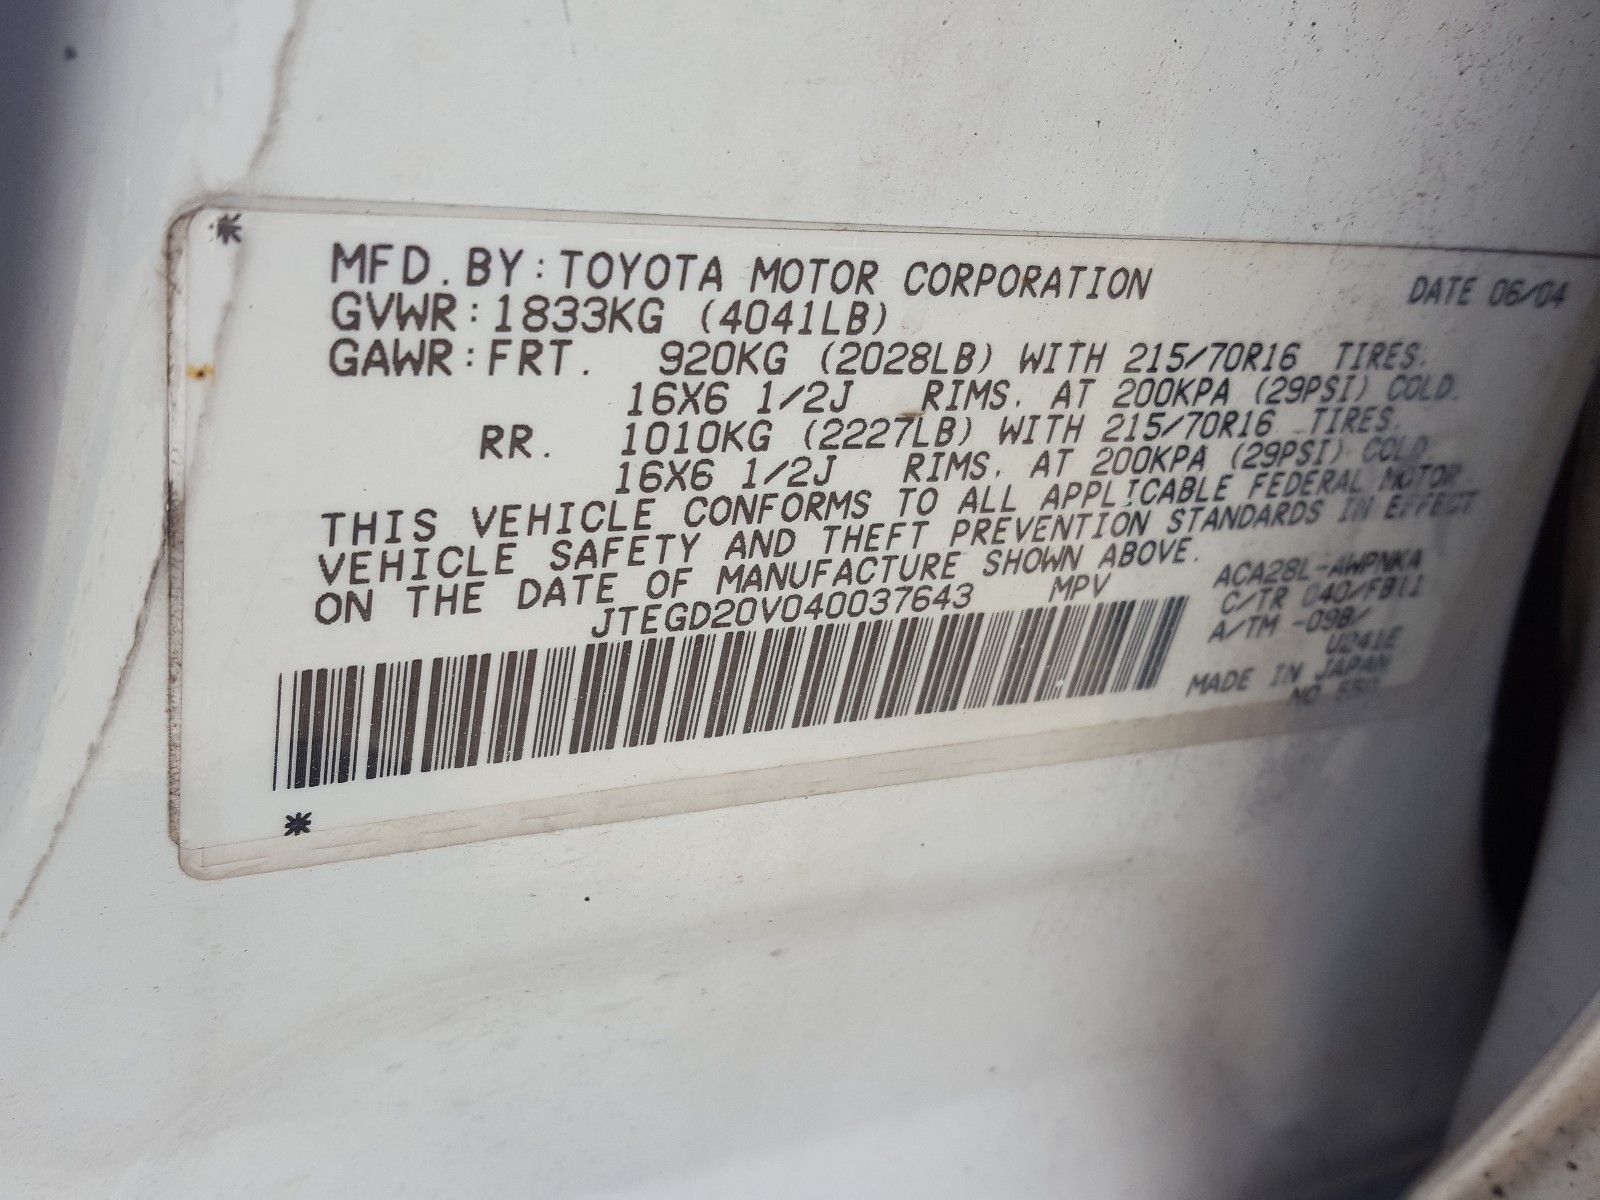 MFD. BY: TOYOTA MOTOR CORPORATION DATE 06/04
GVWR: 1833KG (4041LB)
GAWR: FRT. 920KG (2028LB) WITH 215/70R16 TIRES.
16X6 1/2J RIMS. AT 200KPA (29PSI) COLD.
RR. 1010KG (2227LB) WITH 215/70R16 TIRES.
16X6 1/2J RIMS. AT 200KPA (29PSI) COLD.
THIS VEHICLE CONFORMS TO ALL APPLICABLE FEDERAL MOTOR
VEHICLE SAFETY AND THEFT PREVENTION STANDARDS IN EFFECT
ON THE DATE OF MANUFACTURE SHOWN ABOVE.
JTEGD20V040037643 MPV
ACA28L-AWPNKA
C/TR 040/FB11
A/TM -09B/
U241E
MADE IN JAPAN
NO